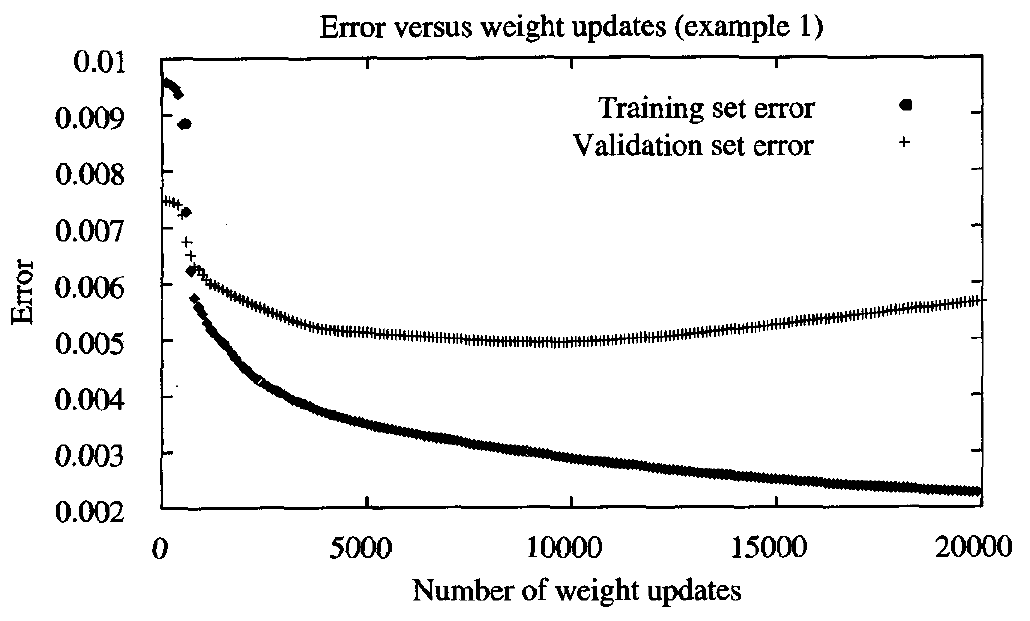 Error versus weight updates (example 1)
0.01
0.009
0.008
0.007
0.006
0.005
0.004
0.003
0.002
Error
Training set error
Validation set error
0 5000 10000 15000 20000
Number of weight updates